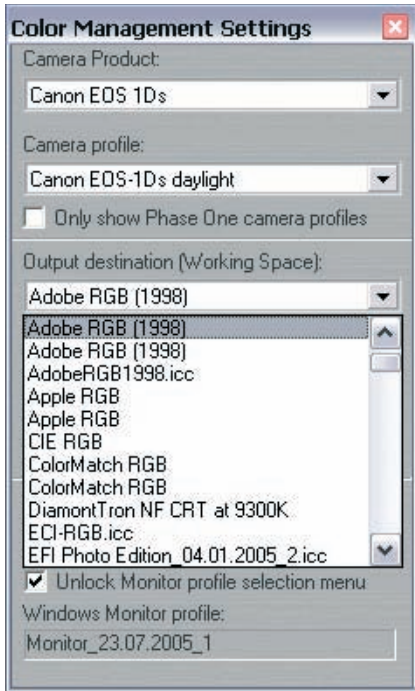 Color Management Settings
Camera Product:
Canon EOS 1Ds
Camera profile:
Canon EOS-1Ds daylight
Only show Phase One camera profiles
Output destination (Working Space):
Adobe RGB (1998)
Adobe RGB (1998)
Adobe RGB (1998)
AdobeRGB1998.icc
Apple RGB
Apple RGB
CIE RGB
ColorMatch RGB
ColorMatch RGB
DiamontTron NF CRT at 9300K
ECI-RGB.icc
EFI Photo Edition_04.01.2005_2.icc
Unlock Monitor profile selection menu
Windows Monitor profile:
Monitor_23.07.2005_1